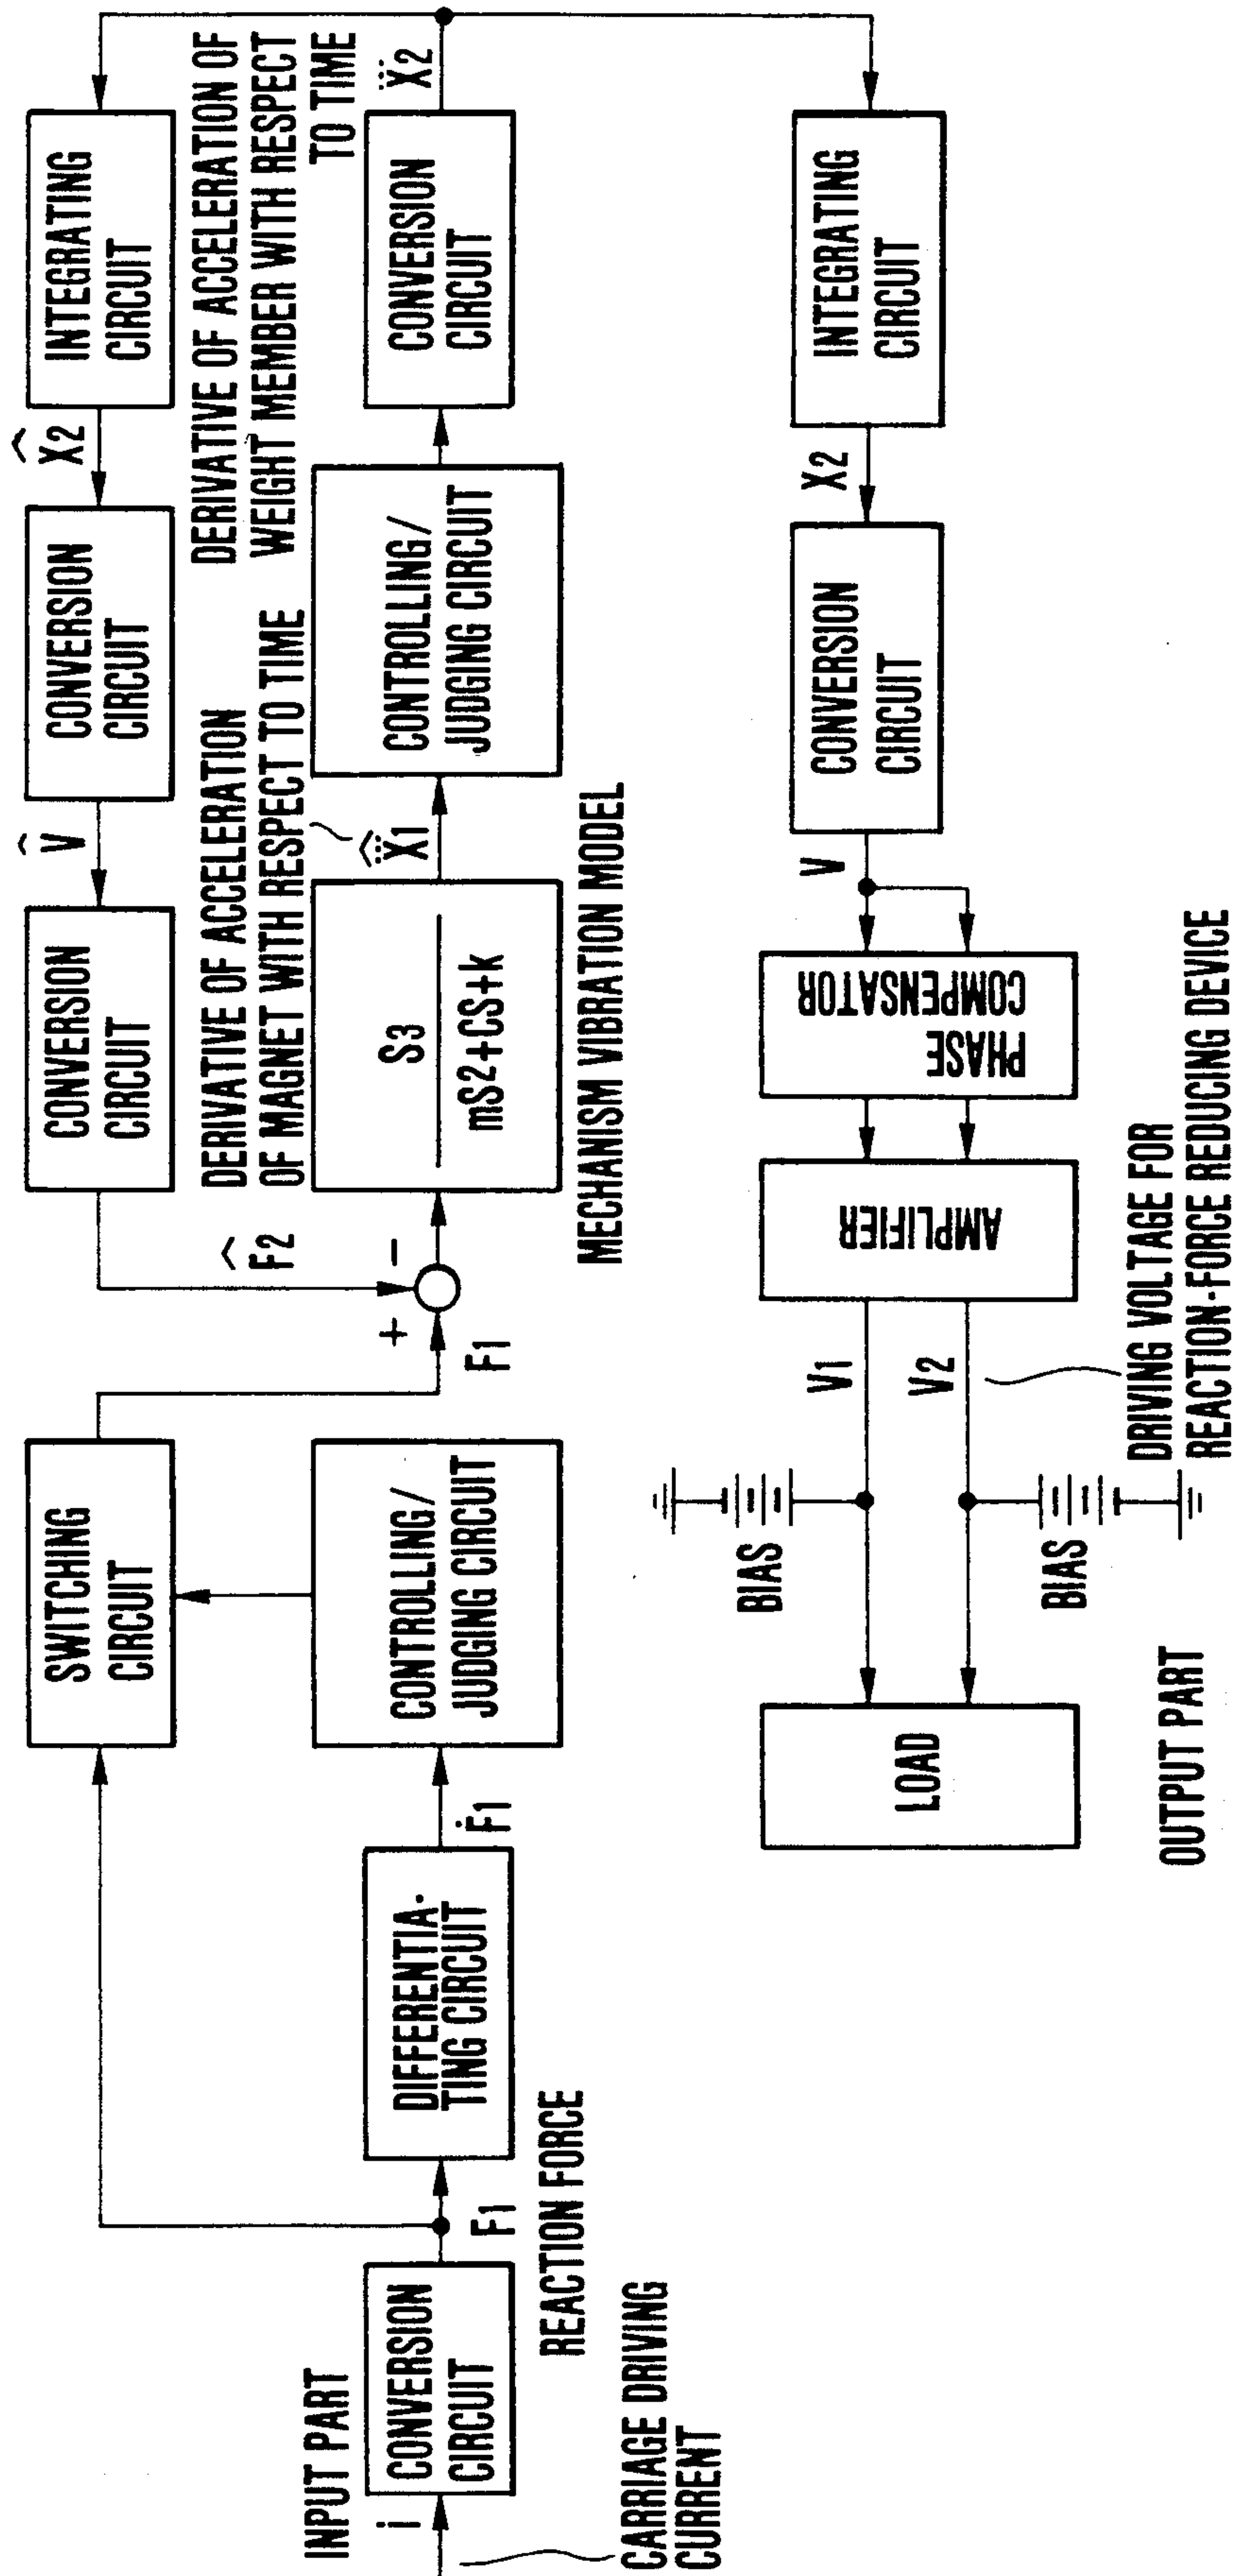 INPUT PART
i
CARRIAGE DRIVING
CURRENT
CONVERSION
CIRCUIT
F1
REACTION FORCE
DIFFERENTIA-
TING CIRCUIT
Ḟ1
CONTROLLING/
JUDGING CIRCUIT
SWITCHING
CIRCUIT
F1
+
-
F̂2
S3
mS2+CS+k
MECHANISM VIBRATION MODEL
DERIVATIVE OF ACCELERATION
OF MAGNET WITH RESPECT TO TIME
X̂⃛1
CONTROLLING/
JUDGING CIRCUIT
CONVERSION
CIRCUIT
X⃛2
DERIVATIVE OF ACCELERATION OF
WEIGHT MEMBER WITH RESPECT
TO TIME
INTEGRATING
CIRCUIT
X̂2
CONVERSION
CIRCUIT
V̂
CONVERSION
CIRCUIT
INTEGRATING
CIRCUIT
X2
CONVERSION
CIRCUIT
V
PHASE
COMPENSATOR
AMPLIFIER
V1
V2
DRIVING VOLTAGE FOR
REACTION-FORCE REDUCING DEVICE
BIAS
BIAS
LOAD
OUTPUT PART